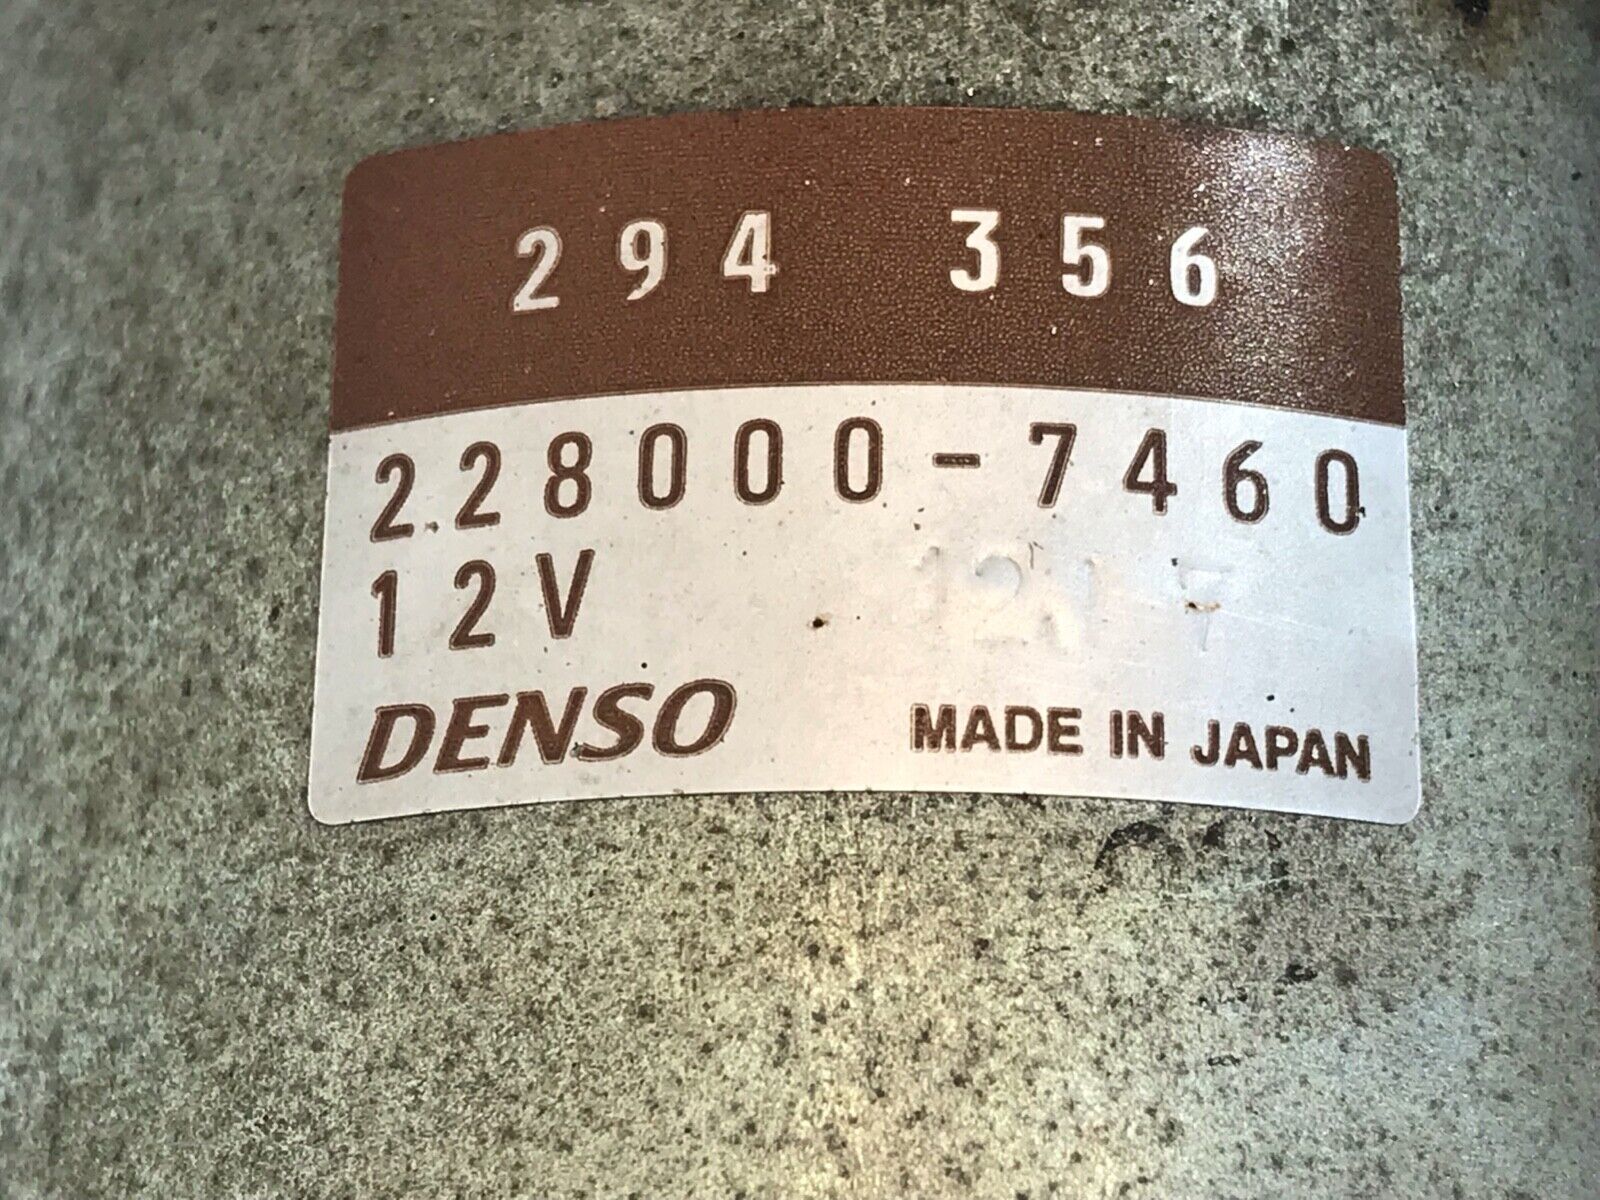 294 356
228000-7460
12V
DENSO MADE IN JAPAN